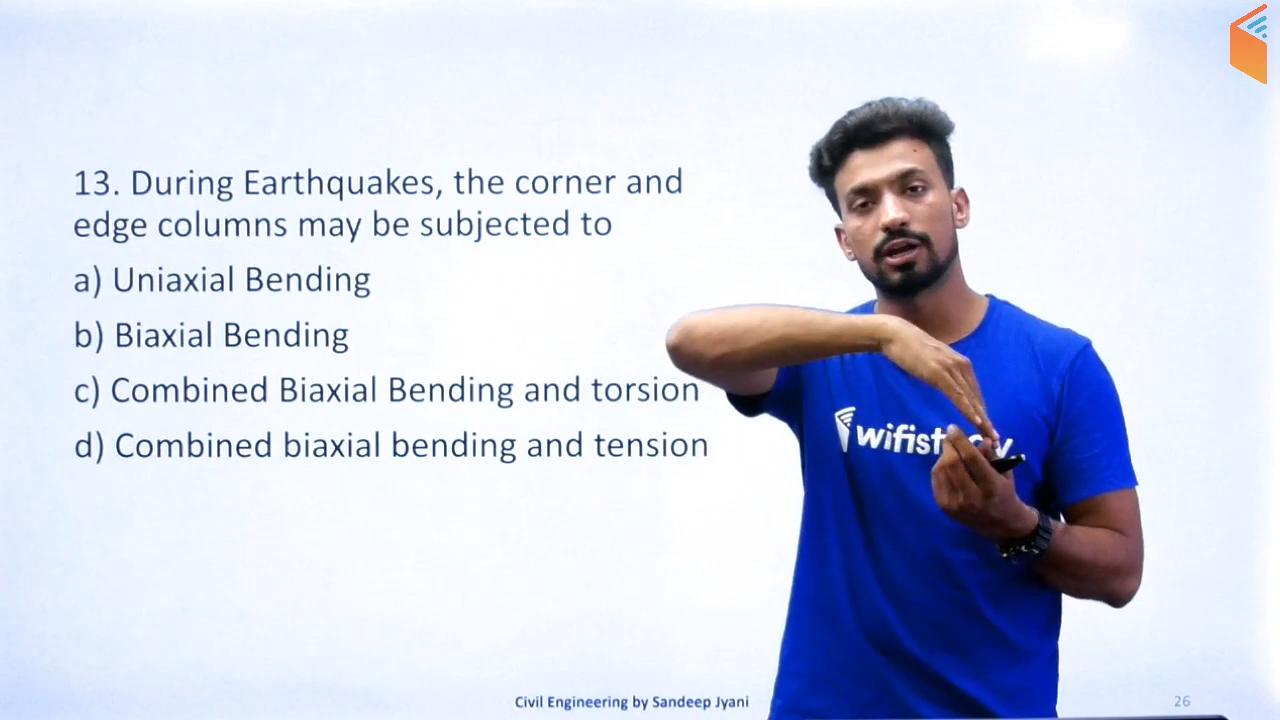 13. During Earthquakes, the corner and
edge columns may be subjected to
a) Uniaxial Bending
b) Biaxial Bending
c) Combined Biaxial Bending and torsion
d) Combined biaxial bending and tension
Civil Engineering by Sandeep Jyani
26